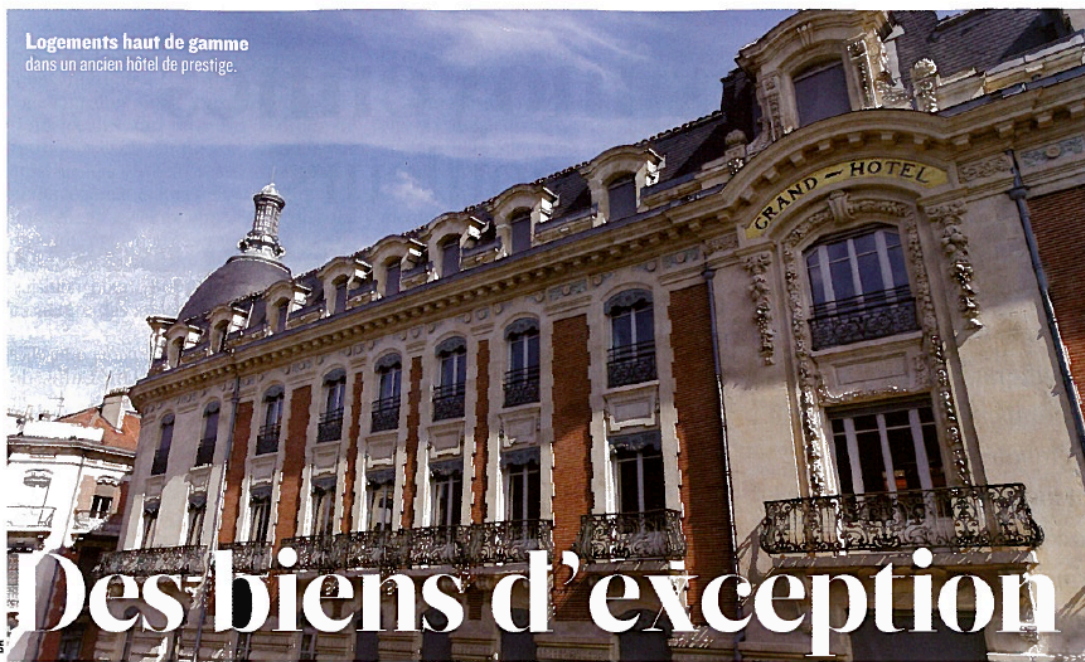 Logements haut de gamme
dans un ancien hôtel de prestige.
GRAND - HOTEL
Des biens d'exception